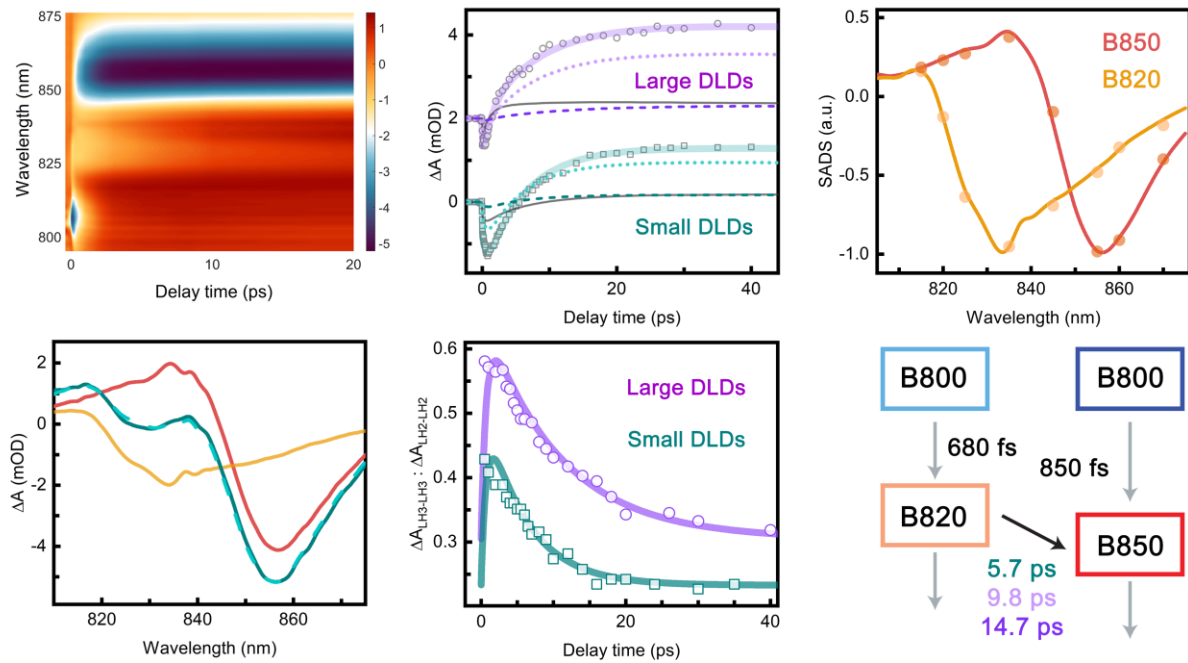 875
850
825
800
Wavelength (nm)
0
10
20
Delay time (ps)
1
0
-1
-2
-3
-4
-5
4
2
0
ΔA (mOD)
Large DLDs
Small DLDs
0
20
40
Delay time (ps)
0.5
0.0
-0.5
-1.0
SADS (a.u.)
B850
B820
820
840
860
Wavelength (nm)
2
0
-2
-4
ΔA (mOD)
820
840
860
Wavelength (nm)
0.6
0.5
0.4
0.3
ΔA_LH3-LH3 : ΔA_LH2-LH2
Large DLDs
Small DLDs
0
10
20
30
40
Delay time (ps)
B800
B800
680 fs
850 fs
B820
B850
5.7 ps
9.8 ps
14.7 ps